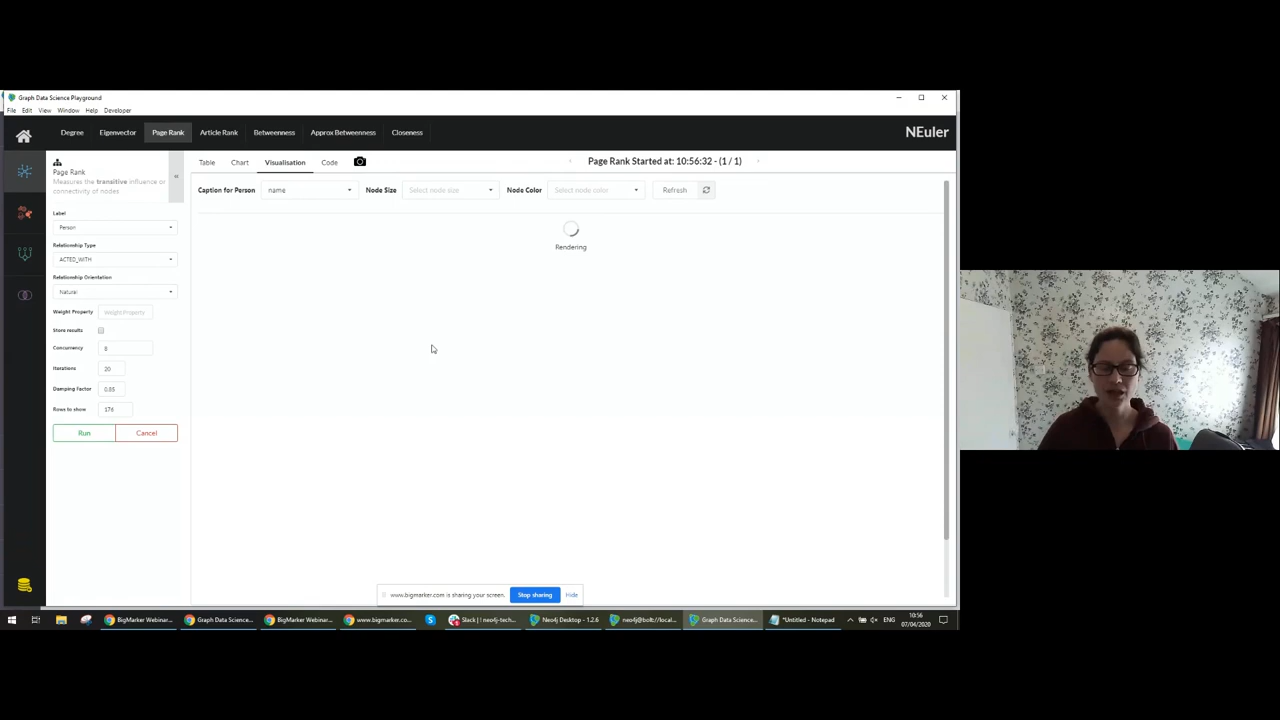 Graph Data Science Playground
File Edit View Window Help Developer
Degree Eigenvector Page Rank Article Rank Betweenness Approx Betweenness Closeness
NEuler
Page Rank
Measures the transitive influence or
connectivity of nodes
Label
Person
Relationship Type
ACTED_WITH
Relationship Orientation
Natural
Weight Property Weight Property
Store results
Concurrency 8
Iterations 20
Damping Factor 0.85
Rows to show 176
Run Cancel
Table Chart Visualisation Code
Page Rank Started at: 10:56:32 - (1 / 1)
Caption for Person name Node Size Select node size Node Color Select node color Refresh
Rendering
www.bigmarker.com is sharing your screen. Stop sharing Hide
BigMarker Webinar... Graph Data Science... BigMarker Webinar... www.bigmarker.co... Slack | ! neo4j-tech... Neo4j Desktop - 1.2.6 neo4j@bolt://local... Graph Data Science... *Untitled - Notepad ENG
10:56
07/04/2020